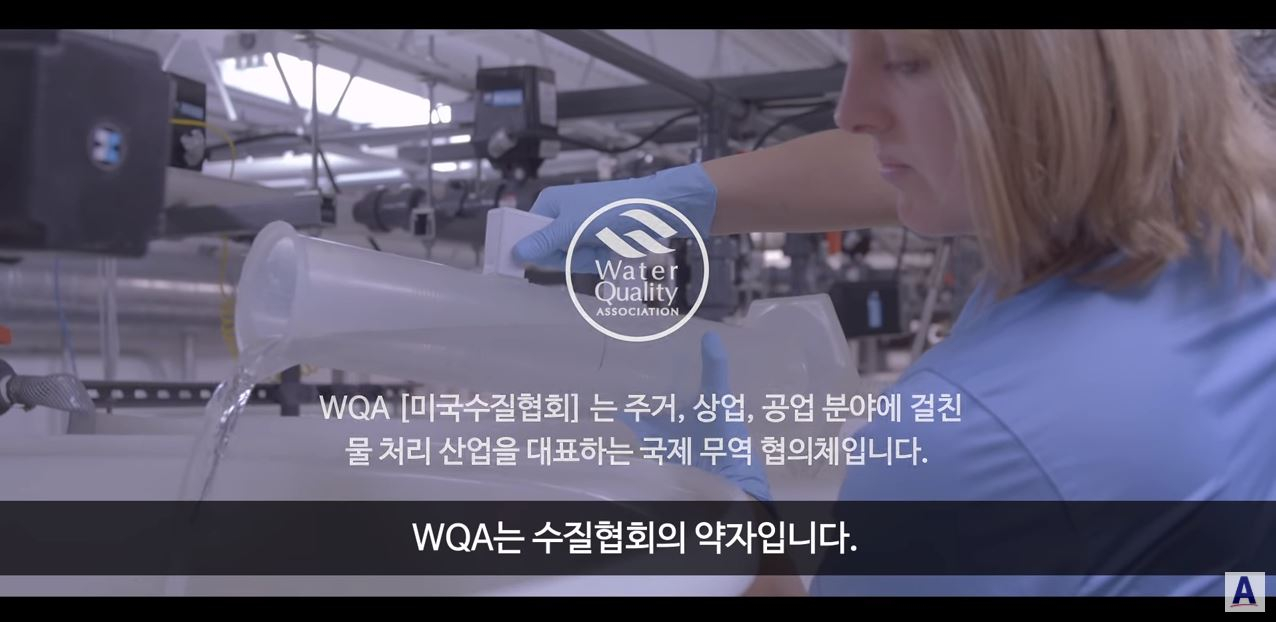 Water
Quality
ASSOCIATION
WQA [미국수질협회] 는 주거, 상업, 공업 분야에 걸친
물 처리 산업을 대표하는 국제 무역 협의체입니다.
WQA는 수질협회의 약자입니다.
A